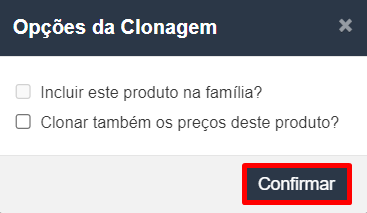 Opções da Clonagem
Incluir este produto na família?
Clonar também os preços deste produto?
Confirmar